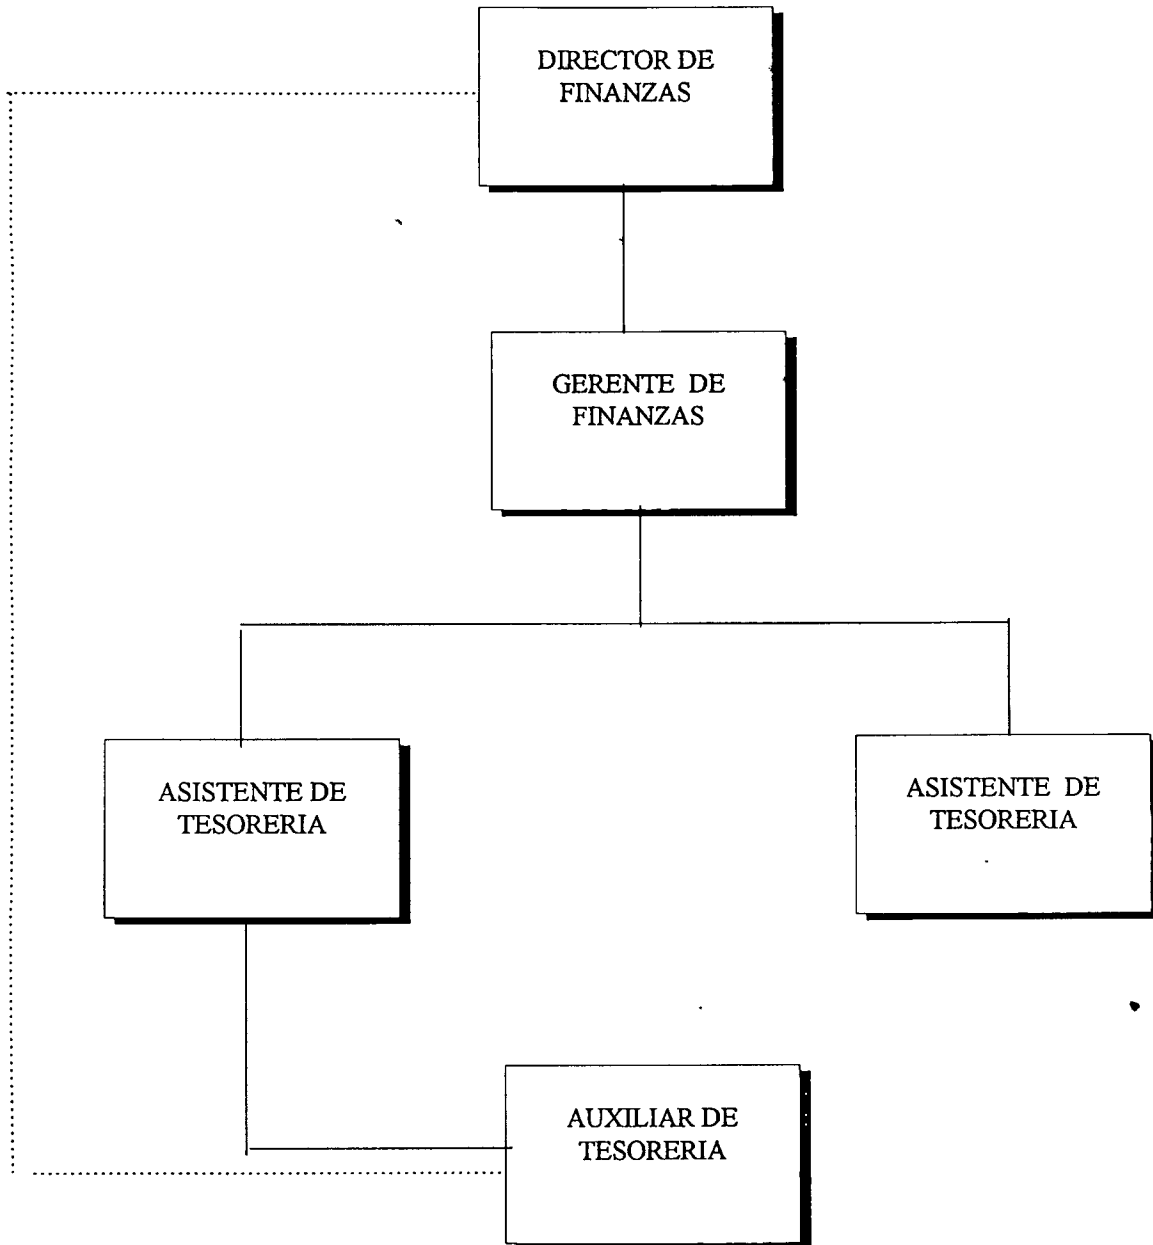 DIRECTOR DE
FINANZAS
GERENTE DE
FINANZAS
ASISTENTE DE
TESORERIA
ASISTENTE DE
TESORERIA
AUXILIAR DE
TESORERIA